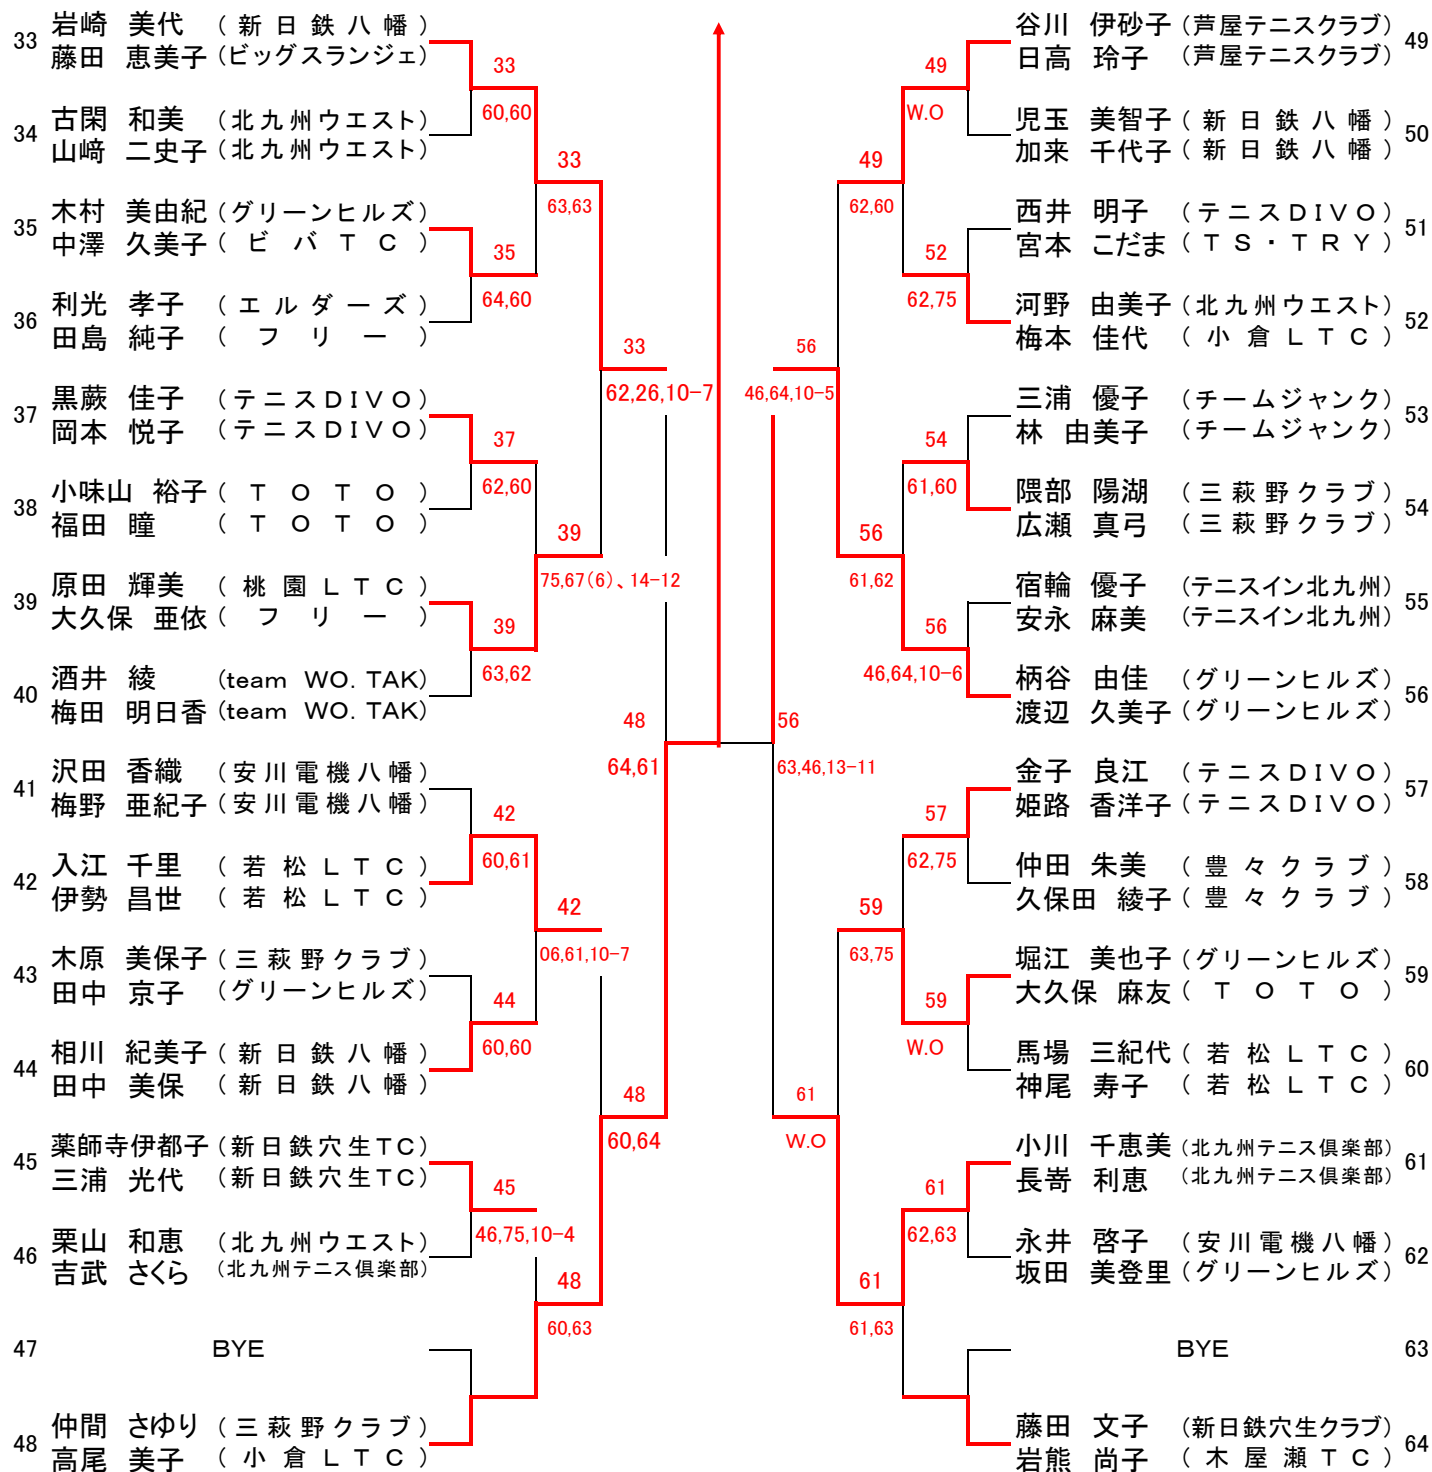 33 岩崎 美代 (新日鉄八幡)
藤田 恵美子 (ビッグスランジェ)
34 古閑 和美 (北九州ウエスト)
山﨑 二史子 (北九州ウエスト)
35 木村 美由紀 (グリーンヒルズ)
中澤 久美子 (ビバTC)
36 利光 孝子 (エルダーズ)
田島 純子 (フリー)
37 黒蕨 佳子 (テニスDIVO)
岡本 悦子 (テニスDIVO)
38 小味山 裕子 (TOTO)
福田 瞳 (TOTO)
39 原田 輝美 (桃園LTC)
大久保 亜依 (フリー)
40 酒井 綾 (team WO. TAK)
梅田 明日香 (team WO. TAK)
41 沢田 香織 (安川電機八幡)
梅野 亜紀子 (安川電機八幡)
42 入江 千里 (若松LTC)
伊勢 昌世 (若松LTC)
43 木原 美保子 (三萩野クラブ)
田中 京子 (グリーンヒルズ)
44 相川 紀美子 (新日鉄八幡)
田中 美保 (新日鉄八幡)
45 薬師寺伊都子 (新日鉄穴生TC)
三浦 光代 (新日鉄穴生TC)
46 栗山 和恵 (北九州ウエスト)
吉武 さくら (北九州テニス倶楽部)
47 BYE
48 仲間 さゆり (三萩野クラブ)
高尾 美子 (小倉LTC)
33
60,60
35
64,60
37
62,60
39
63,62
42
60,61
44
60,60
45
46,75,10-4
33
63,63
39
75,67(6)、14-12
42
06,61,10-7
48
60,63
33
62,26,10-7
48
60,64
48
64,61
56
63,46,13-11
56
46,64,10-5
61
W.O
49
62,60
56
61,62
59
63,75
61
61,63
49
W.O
52
62,75
54
61,60
56
46,64,10-6
57
62,75
59
W.O
61
62,63
谷川 伊砂子 (芦屋テニスクラブ) 49
日高 玲子 (芦屋テニスクラブ)
児玉 美智子 (新日鉄八幡) 50
加来 千代子 (新日鉄八幡)
西井 明子 (テニスDIVO) 51
宮本 こだま (TS・TRY)
河野 由美子 (北九州ウエスト) 52
梅本 佳代 (小倉LTC)
三浦 優子 (チームジャンク) 53
林 由美子 (チームジャンク)
隈部 陽湖 (三萩野クラブ) 54
広瀬 真弓 (三萩野クラブ)
宿輪 優子 (テニスイン北九州) 55
安永 麻美 (テニスイン北九州)
柄谷 由佳 (グリーンヒルズ) 56
渡辺 久美子 (グリーンヒルズ)
金子 良江 (テニスDIVO) 57
姫路 香洋子 (テニスDIVO)
仲田 朱美 (豊々クラブ) 58
久保田 綾子 (豊々クラブ)
堀江 美也子 (グリーンヒルズ) 59
大久保 麻友 (TOTO)
馬場 三紀代 (若松LTC) 60
神尾 寿子 (若松LTC)
小川 千恵美 (北九州テニス倶楽部) 61
長嵜 利恵 (北九州テニス倶楽部)
永井 啓子 (安川電機八幡) 62
坂田 美登里 (グリーンヒルズ)
BYE 63
藤田 文子 (新日鉄穴生クラブ) 64
岩熊 尚子 (木屋瀬TC)